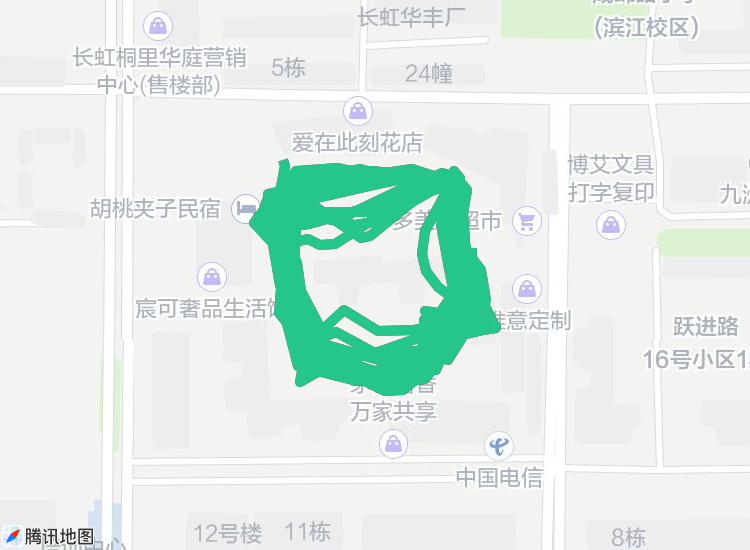 长虹华丰厂
(滨江校区)
长虹桐里华庭营销
中心(售楼部)
5栋
24幢
爱在此刻花店
博艾文具
打字复印
胡桃夹子民宿
多美
超市
宸可奢品生活馆
意定制
跃进路
16号小区1
万家共享
中国电信
12号楼
11栋
8栋
腾讯地图